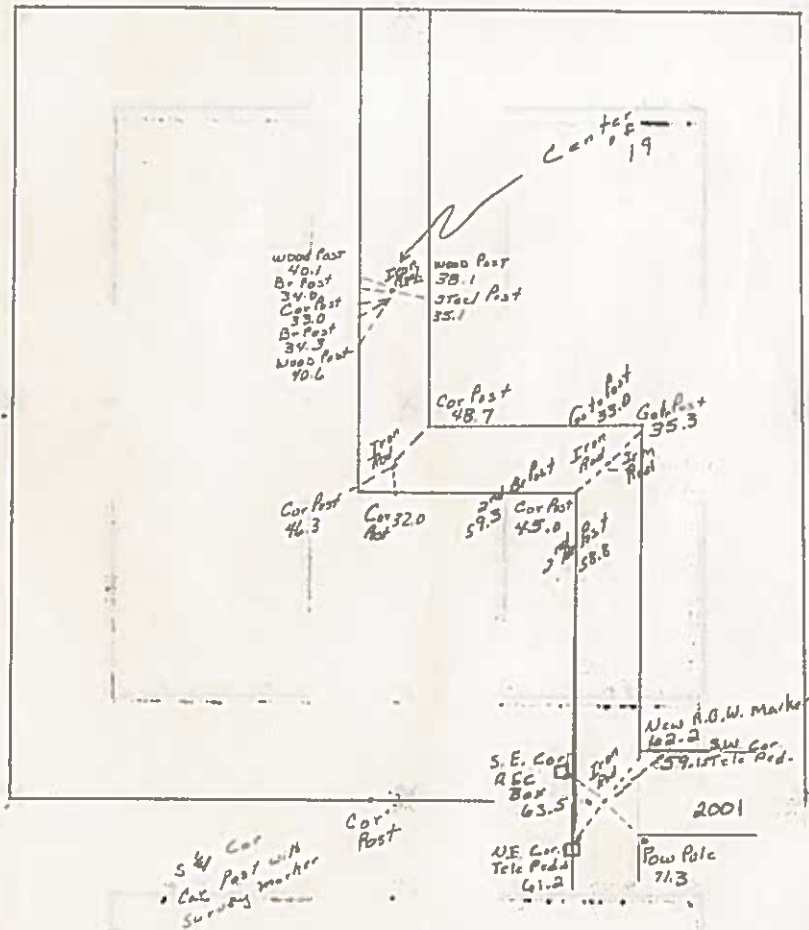 Center
of
19
Wood Post
40.1
Br Post
34.0
Cor Post
33.0
Br Post
34.3
Wood Post
40.6
Iron
Rod
Wood Post
38.1
Steel Post
35.1
Cor Post
48.7
Gate Post
33.0
Gate Post
35.3
Iron
Rod
Iron
Rod
Rod
Cor Post
46.3
Cor
Post
32.0
2nd Br Post
59.3
Cor Post
45.0
2nd Post
58.8
New R.O.W. Marker
62.2
S.W. Cor
59.1 Tele Ped.
Iron
Rod
S.E. Cor
REC
Box
63.5
2001
Pow Pole
71.3
N.E. Cor.
Tele Ped
61.2
Cor
Post
S 1/4 Cor
Post with
Survey marker